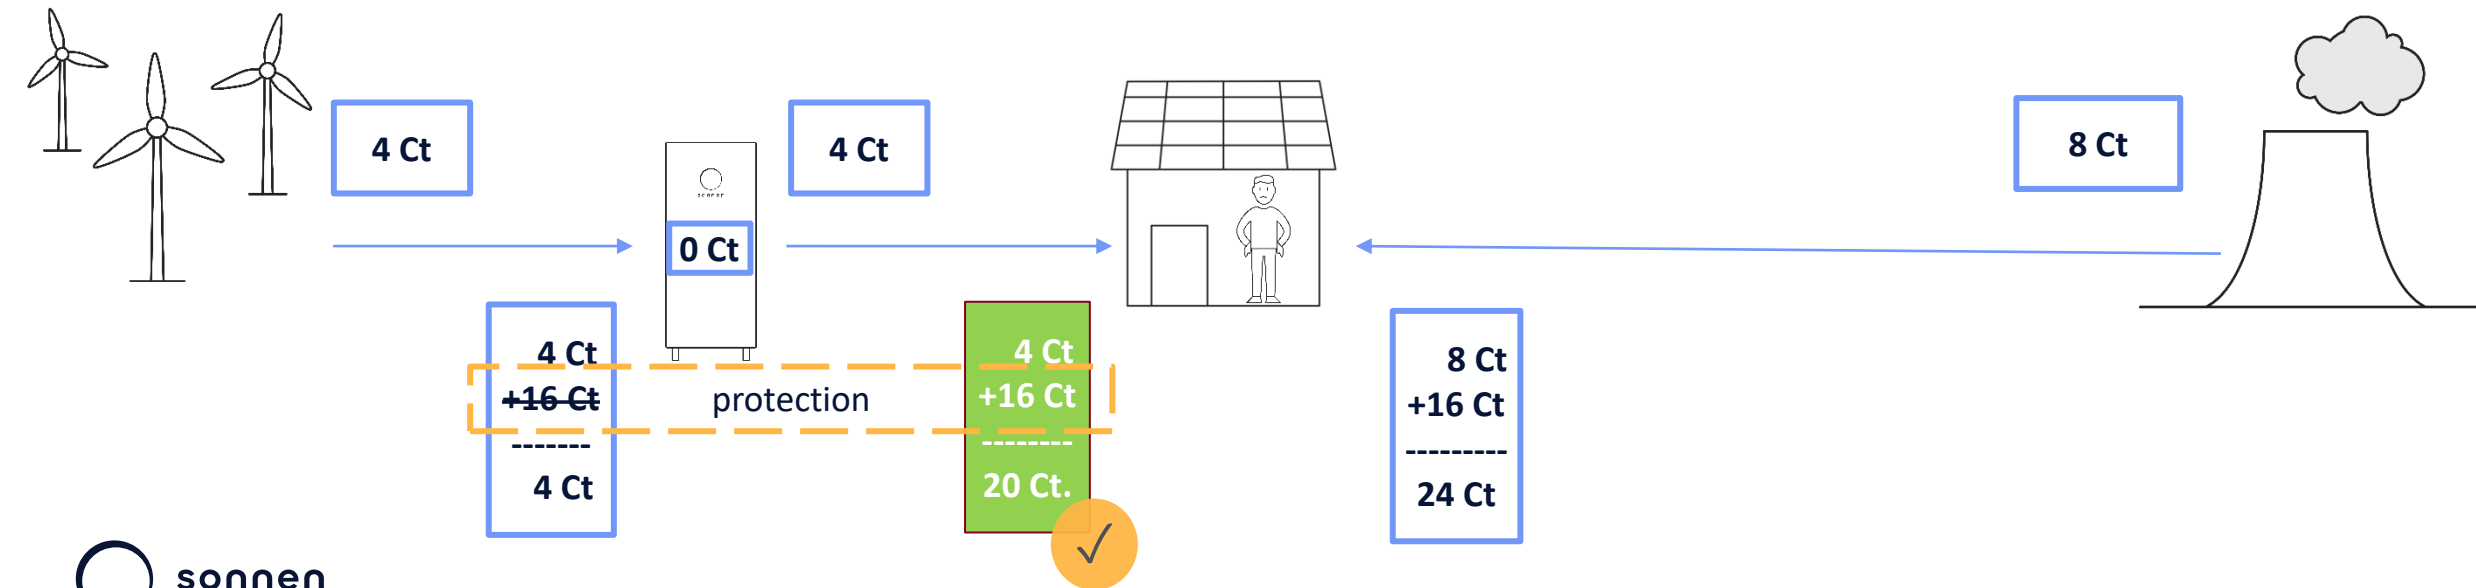 4 Ct
4 Ct
8 Ct
sonnen
0 Ct
4 Ct
+16 Ct
-------
4 Ct
protection
4 Ct
+16 Ct
--------
20 Ct.
✓
8 Ct
+16 Ct
---------
24 Ct
sonnen